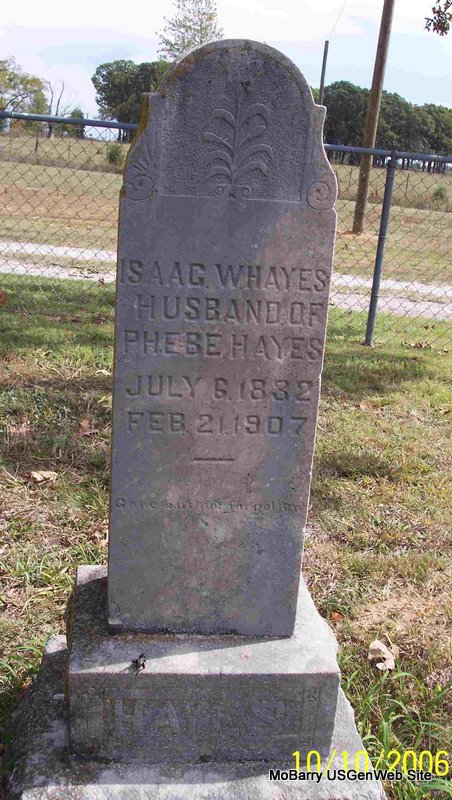 ISAAC W. HAYES
HUSBAND OF
PHEBE HAYES
JULY 6, 1832
FEB. 21, 1907
Gone but not forgotten
HAYES
10/10/2006
MoBarry USGenWeb Site